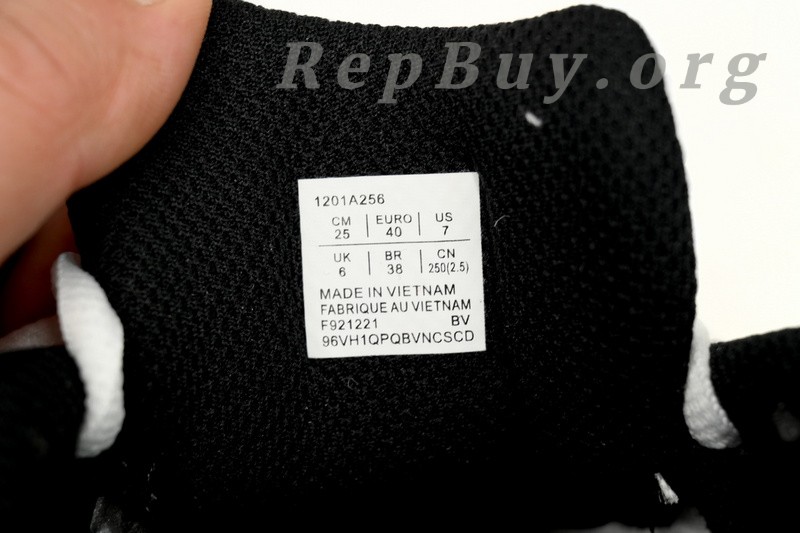 RepBuy.org
1201A256
CM EURO US
25 40 7
UK BR CN
6 38 250(2.5)
MADE IN VIETNAM
FABRIQUE AU VIETNAM
F921221 BV
96VH1QPQBVNCSCD